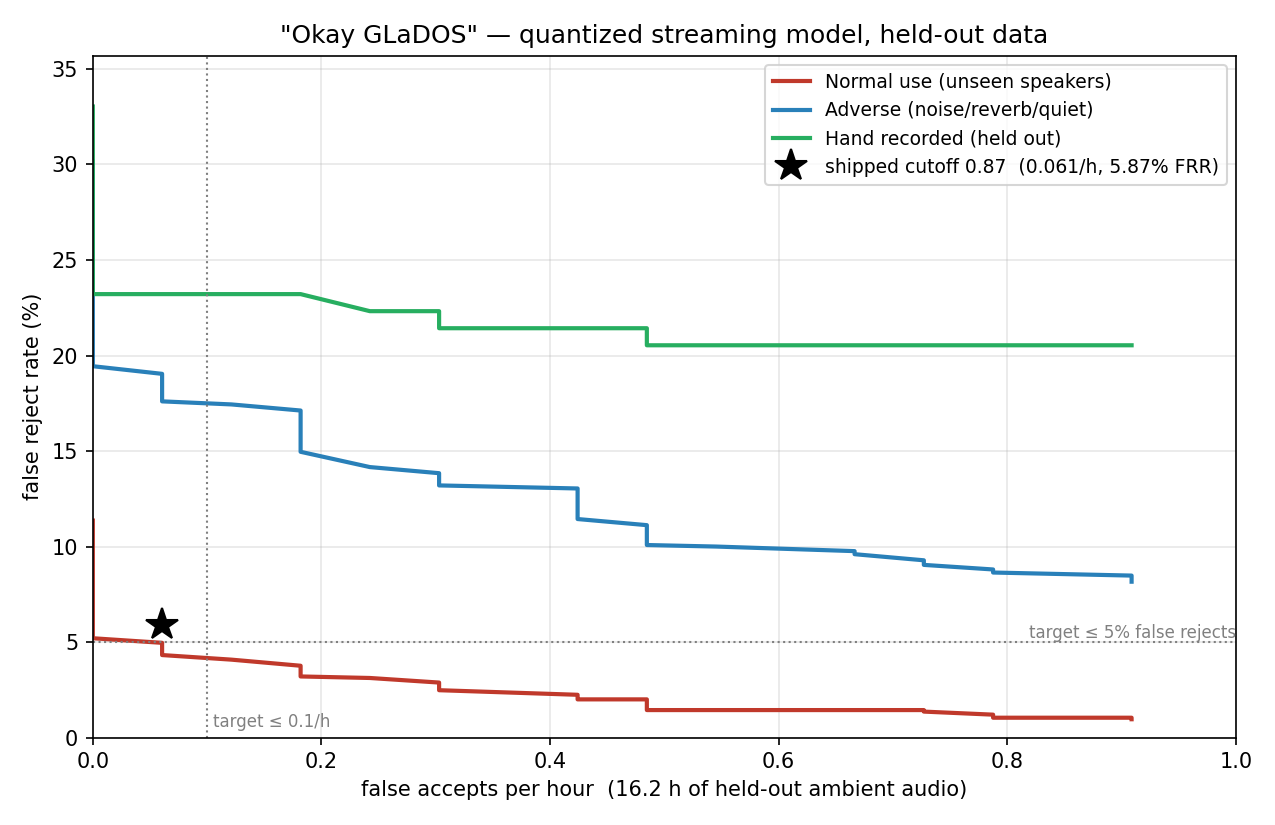 "Okay GLaDOS" — quantized streaming model, held-out data
Normal use (unseen speakers)
Adverse (noise/reverb/quiet)
Hand recorded (held out)
shipped cutoff 0.87  (0.061/h, 5.87% FRR)
false reject rate (%)
35
30
25
20
15
10
5
0
target ≤ 5% false rejects
target ≤ 0.1/h
0.0 0.2 0.4 0.6 0.8 1.0
false accepts per hour  (16.2 h of held-out ambient audio)